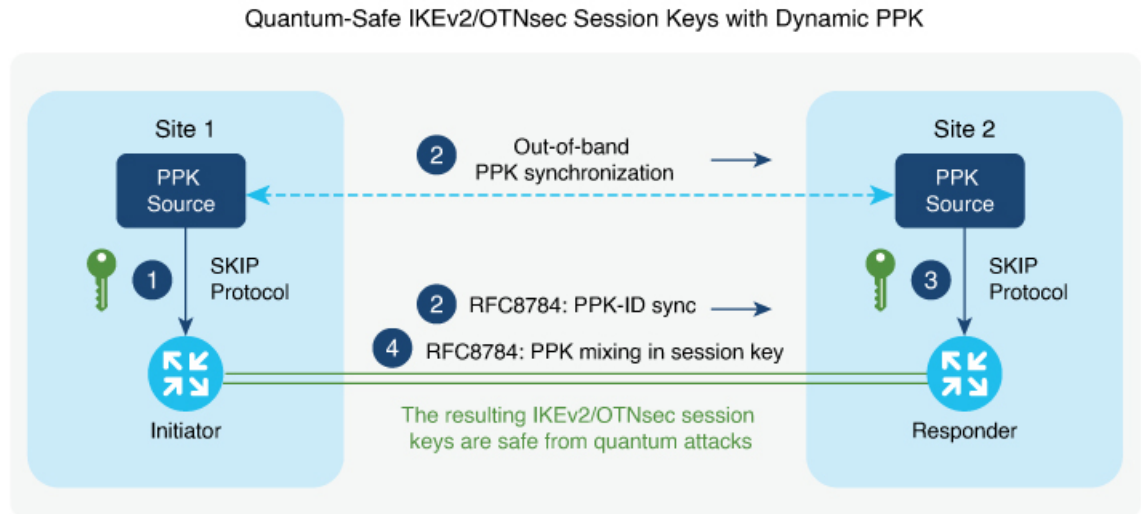 Quantum-Safe IKEv2/OTNsec Session Keys with Dynamic PPK
Site 1
PPK
Source
1
SKIP
Protocol
Initiator
2
Out-of-band
PPK synchronization
2
RFC8784: PPK-ID sync
4
RFC8784: PPK mixing in session key
The resulting IKEv2/OTNsec session
keys are safe from quantum attacks
Site 2
PPK
Source
3
SKIP
Protocol
Responder